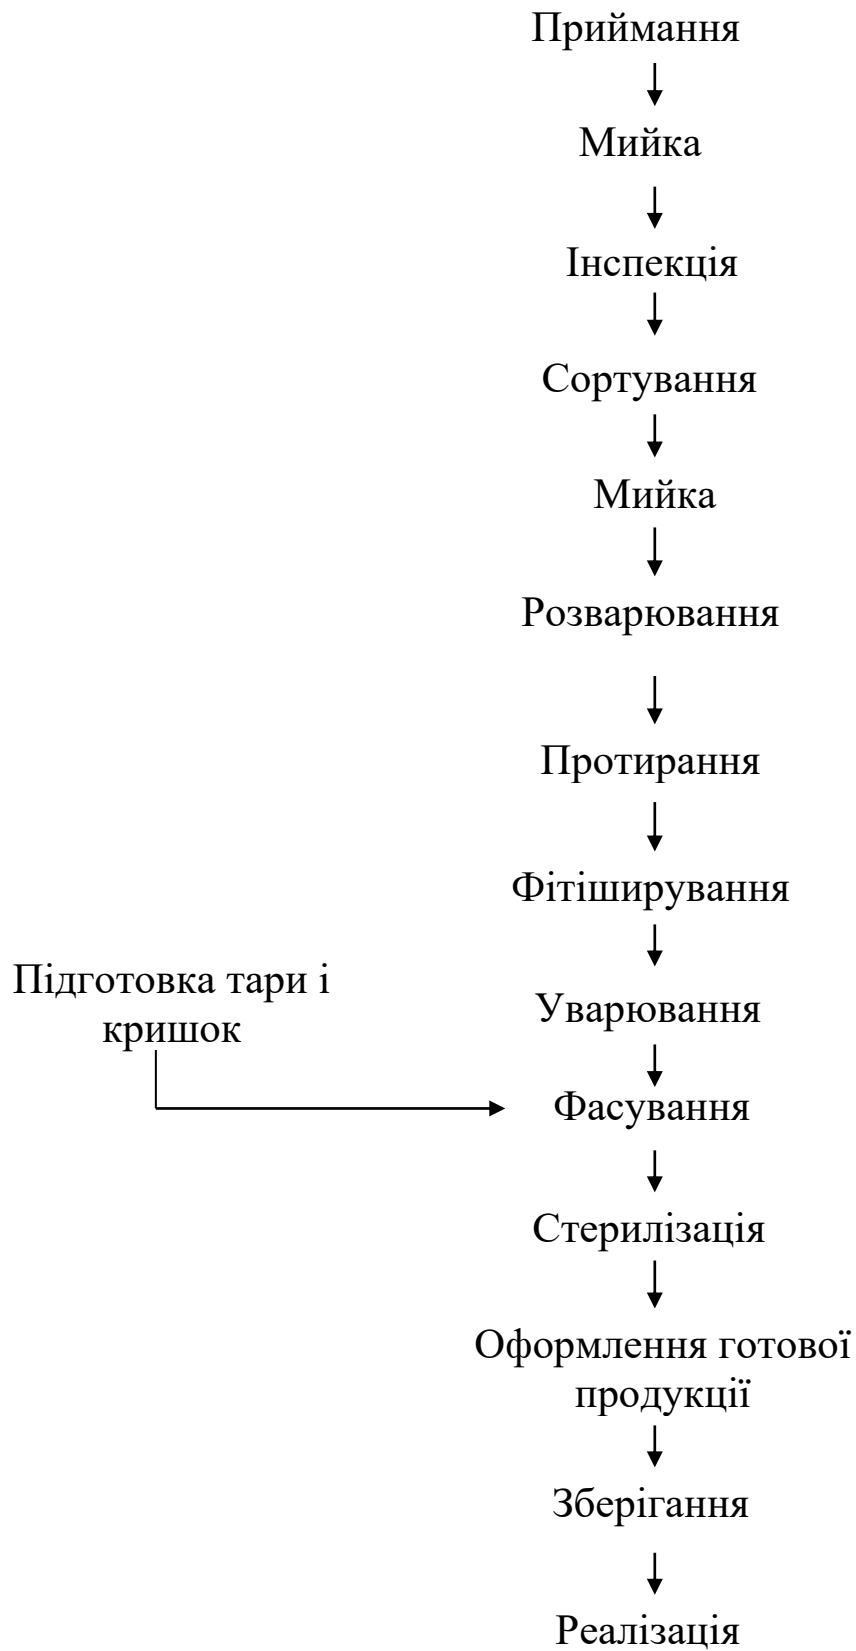 Приймання
Мийка
Інспекція
Сортування
Мийка
Розварювання
Протирання
Фітіширування
Підготовка тари і
кришок
Уварювання
Фасування
Стерилізація
Оформлення готової
продукції
Зберігання
Реалізація